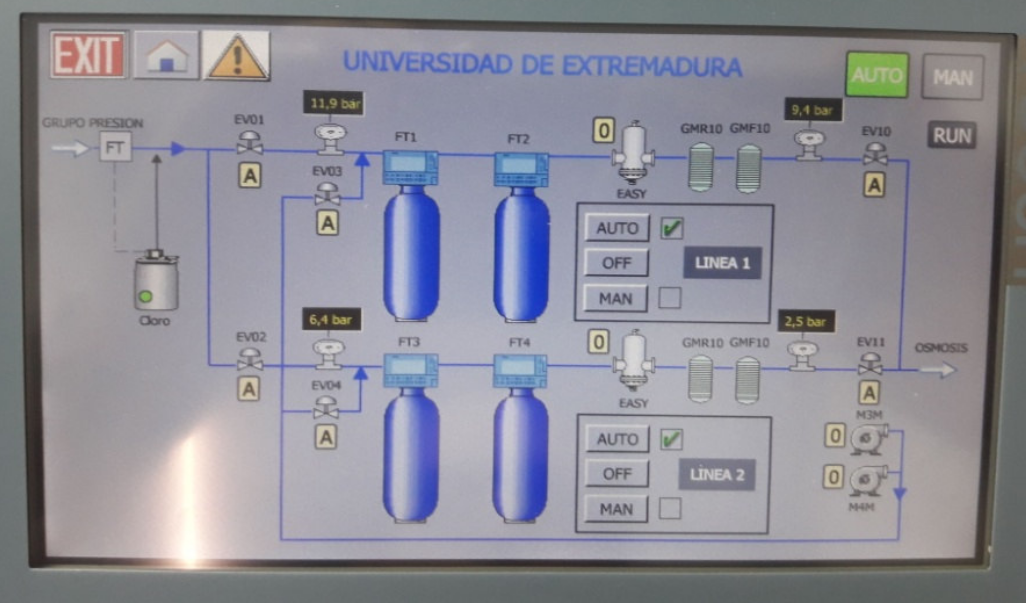 EXIT
UNIVERSIDAD DE EXTREMADURA
AUTO
MAN
RUN
GRUPO PRESION
FT
Cloro
EV01
A
11,9 bar
EV03
A
FT1
FT2
0
EASY
GMR10
GMF10
9,4 bar
EV10
A
AUTO
OFF
MAN
LINEA 1
EV02
A
6,4 bar
EV04
A
FT3
FT4
0
EASY
GMR10
GMF10
2,5 bar
EV11
A
OSMOSIS
AUTO
OFF
MAN
LÌNEA 2
M3M
0
0
M4M